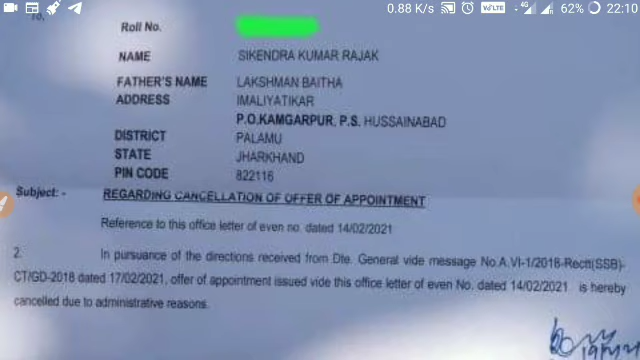 0.88 K/s VoLTE 4G 62% 22:10
10,
Roll No.
NAME SIKENDRA KUMAR RAJAK
FATHER'S NAME LAKSHMAN BAITHA
ADDRESS IMALIYATIKAR
P.O.KAMGARPUR, P.S. HUSSAINABAD
DISTRICT PALAMU
STATE JHARKHAND
PIN CODE 822116
Subject: - REGARDING CANCELLATION OF OFFER OF APPOINTMENT
Reference to this office letter of even no. dated 14/02/2021
2. In pursuance of the directions received from Dte. General vide message No.A.VI-1/2018-Rectt(SSB)-
CT/GD-2018 dated 17/02/2021, offer of appointment issued vide this office letter of even No. dated 14/02/2021 is hereby
cancelled due to administrative reasons.